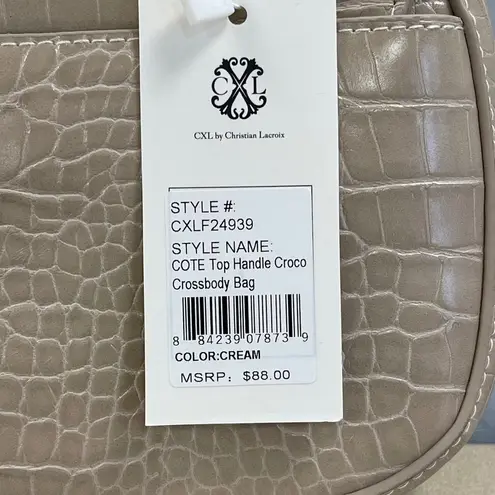 CXL
CXL by Christian Lacroix
STYLE #:
CXLF24939
STYLE NAME:
COTE Top Handle Croco
Crossbody Bag
8 84239 07873 9
COLOR:CREAM
MSRP: $88.00